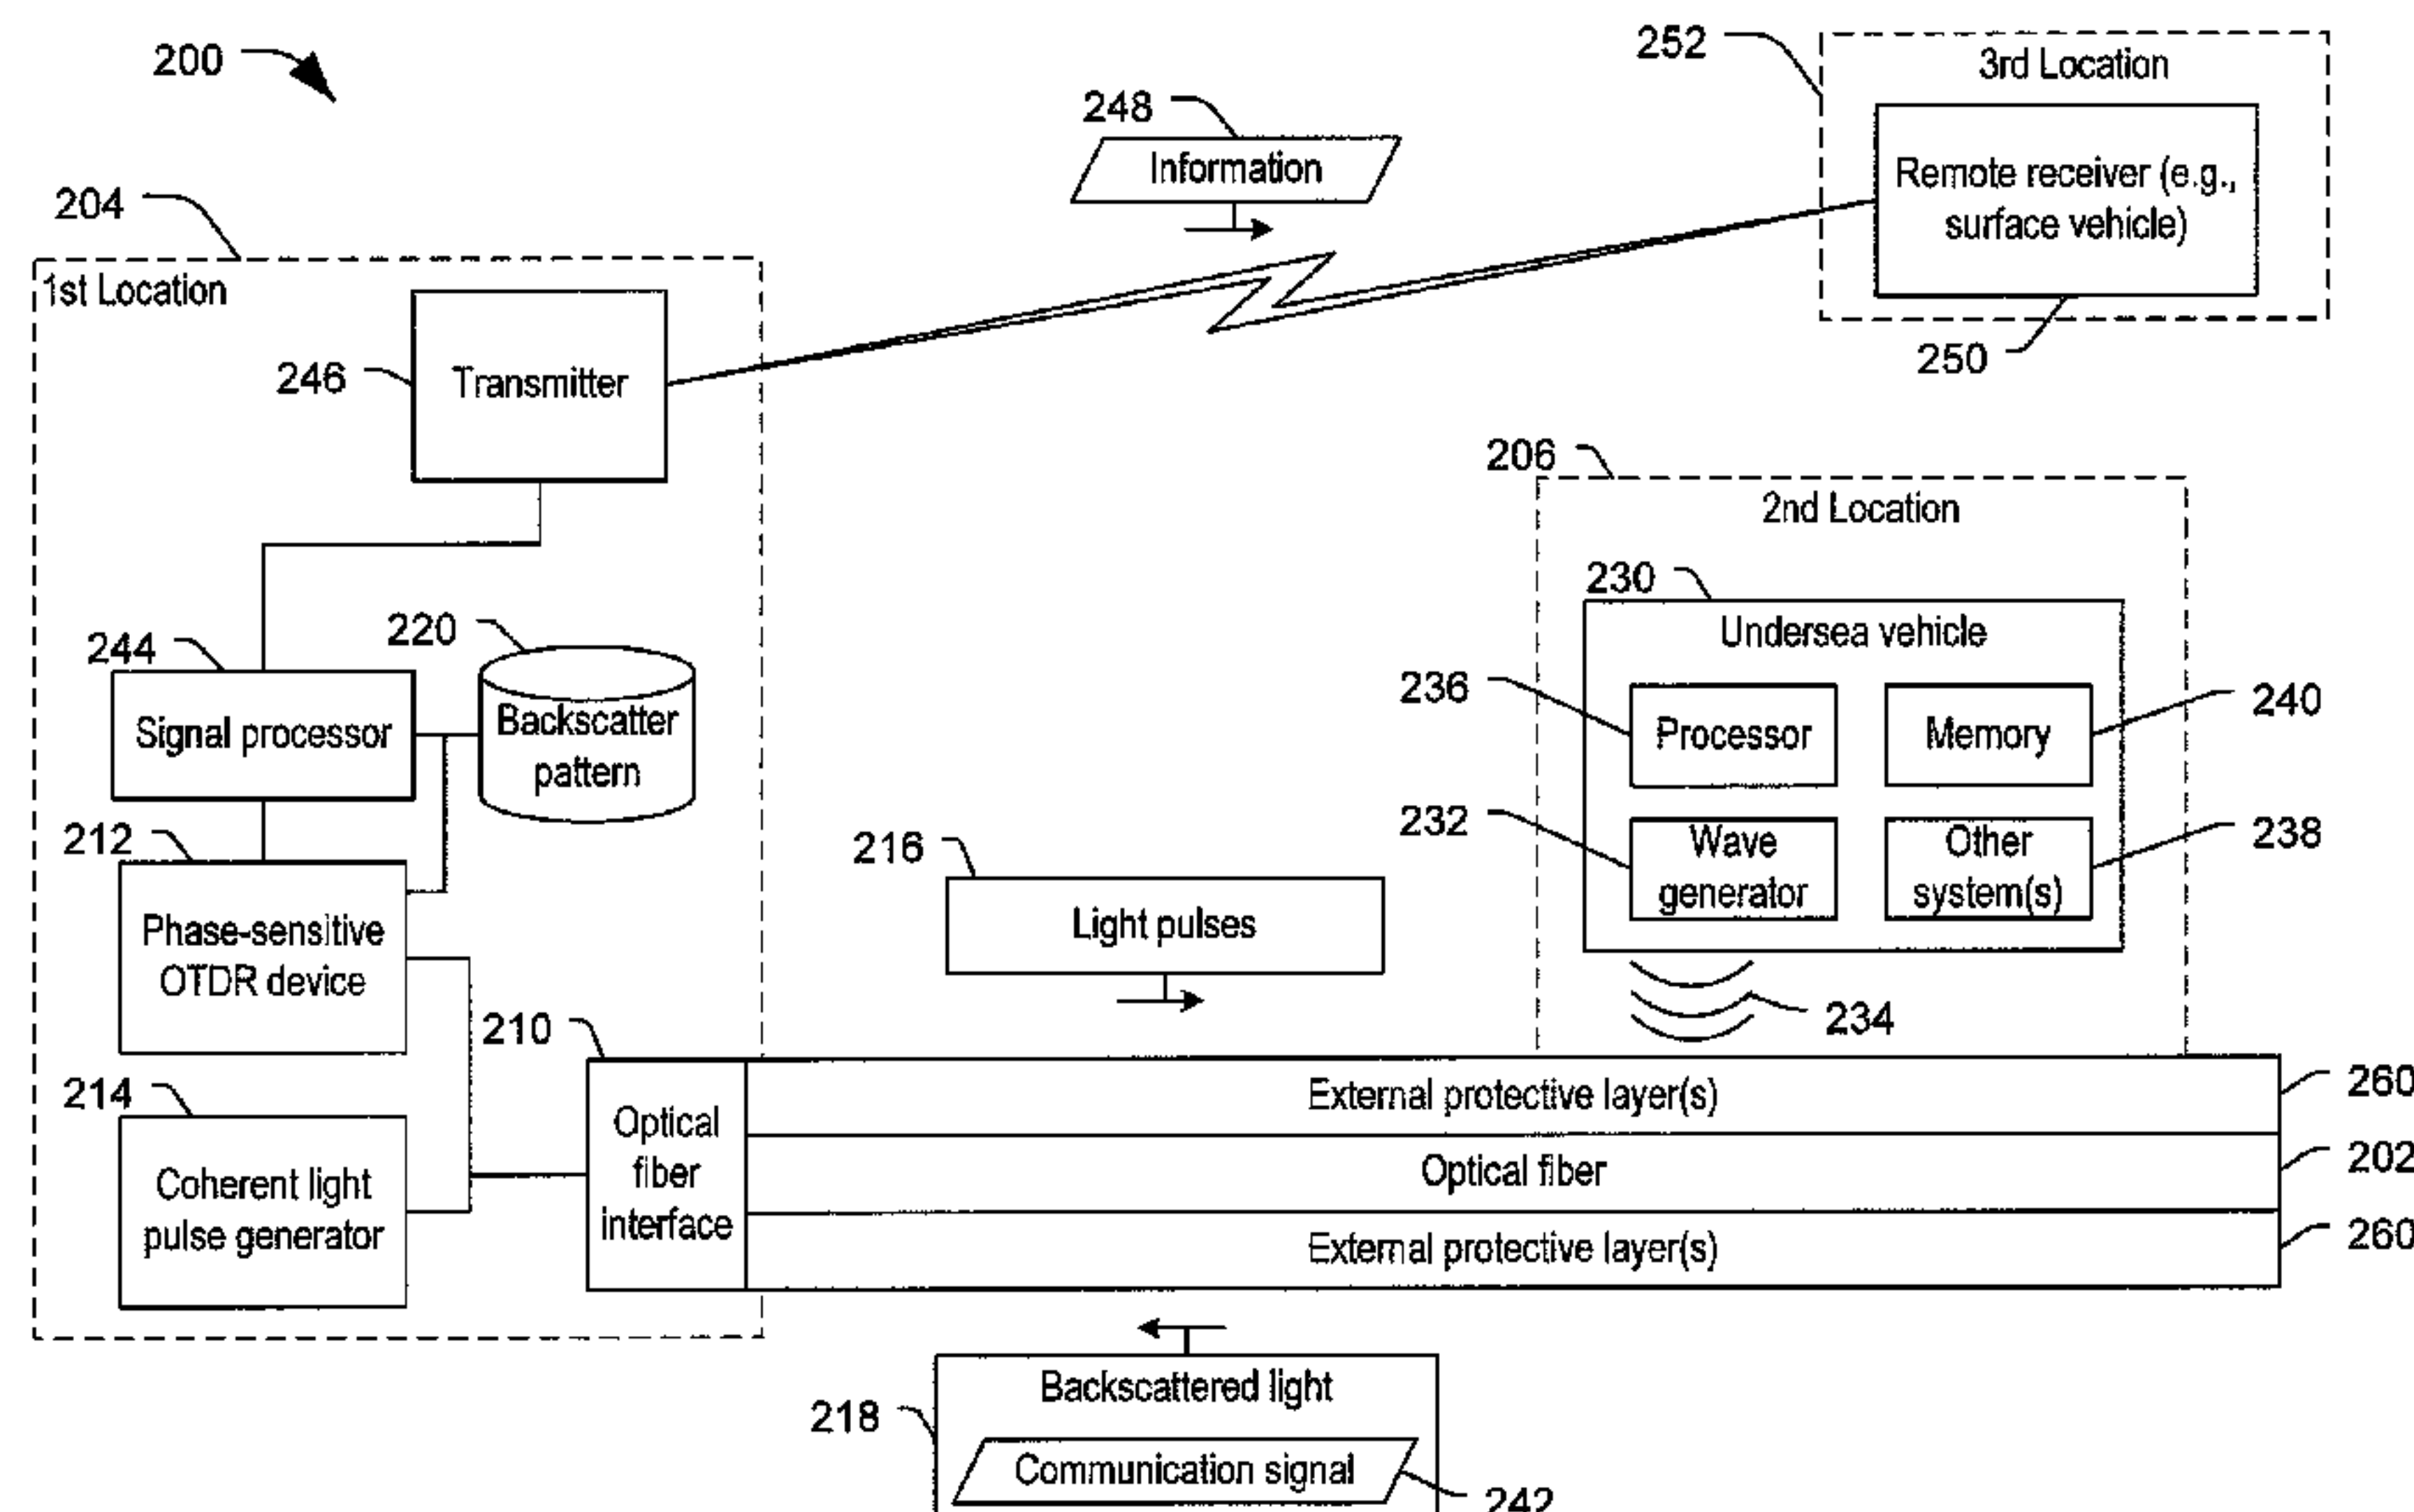 200
252
3rd Location
248
Information
Remote receiver (e.g.,
surface vehicle)
250
204
1st Location
246
Transmitter
206
2nd Location
230
Undersea vehicle
236
Processor
Memory
240
232
Wave
generator
Other
system(s)
238
234
244
Signal processor
220
Backscatter
pattern
212
Phase-sensitive
OTDR device
216
Light pulses
214
Coherent light
pulse generator
210
Optical
fiber
interface
External protective layer(s)
260
Optical fiber
202
External protective layer(s)
260
218
Backscattered light
Communication signal
242